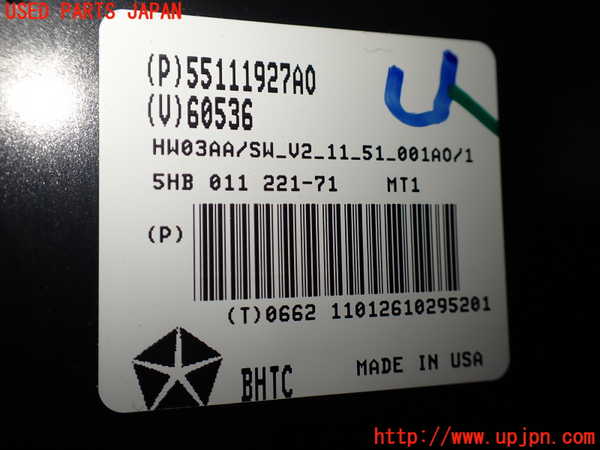 USED PARTS JAPAN
(P)55111927AO
(V)60536
HW03AA/SW_V2_11_51_001AO/1
5HB 011 221-71 MT1
(P)
(T)0662 11012610295201
BHTC MADE IN USA
http://www.upjpn.com/